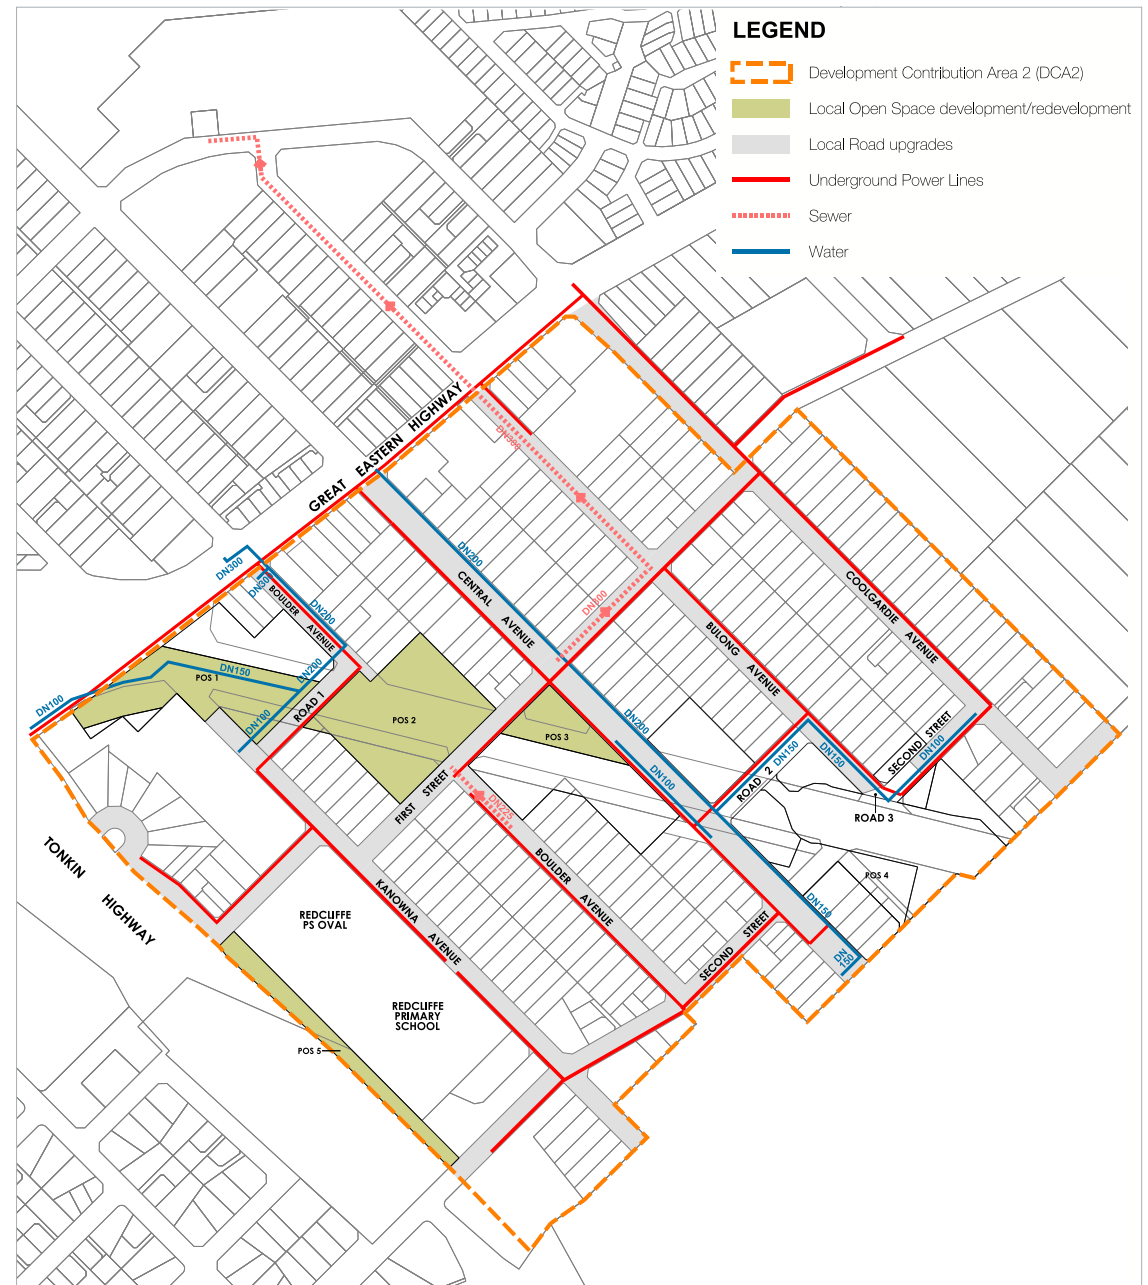 LEGEND
Development Contribution Area 2 (DCA2)
Local Open Space development/redevelopment
Local Road upgrades
Underground Power Lines
Sewer
Water
GREAT EASTERN HIGHWAY
DN300
DN300
DN300
DN300
DN200
DN200
BOULDER
AVENUE
DN200
CENTRAL
AVENUE
COOLGARDIE AVENUE
BULONG AVENUE
DN150
POS 1
DN100
DN100
ROAD 1
POS 2
POS 3
DN200
DN100
SECOND STREET
DN100
DN150
DN150
ROAD 2
ROAD 3
FIRST STREET
DN225
TONKIN
HIGHWAY
BOULDER
AVENUE
POS 4
KANOWNA
AVENUE
DN150
DN
150
REDCLIFFE
PS OVAL
SECOND STREET
REDCLIFFE
PRIMARY
SCHOOL
POS 5